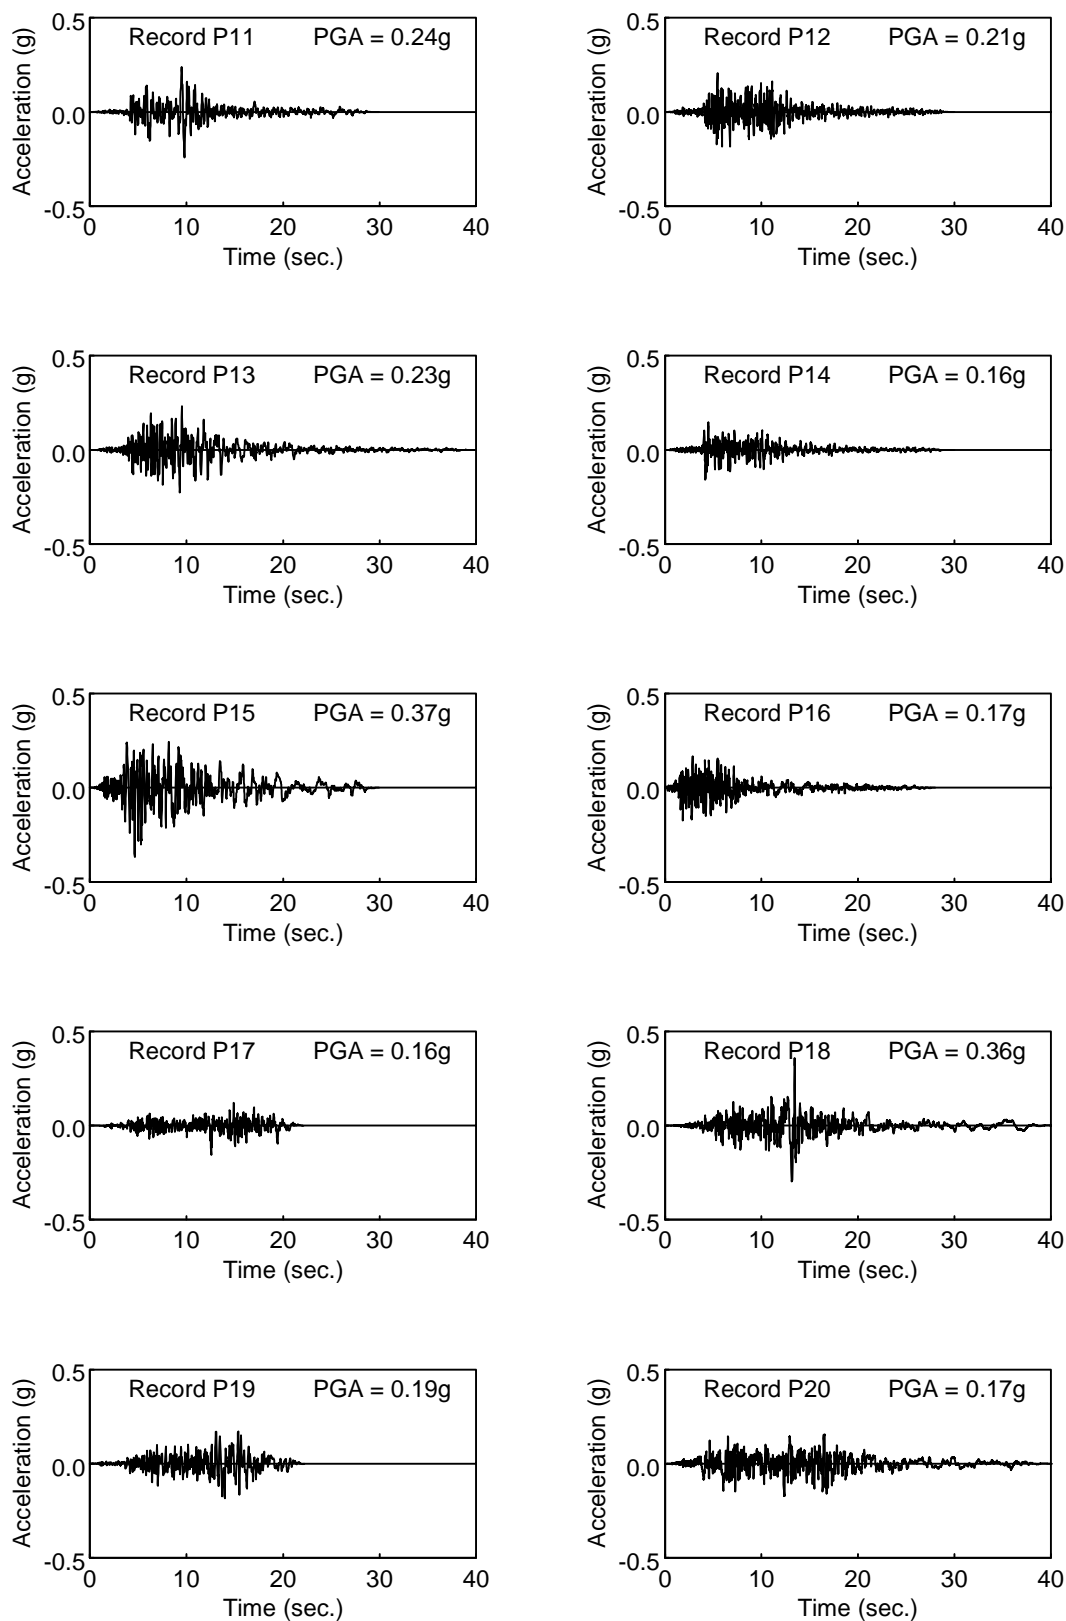 0.5
Record P11 PGA = 0.24g
Acceleration (g)
0.0
-0.5
0 10 20 30 40
Time (sec.)
0.5
Record P12 PGA = 0.21g
Acceleration (g)
0.0
-0.5
0 10 20 30 40
Time (sec.)
0.5
Record P13 PGA = 0.23g
Acceleration (g)
0.0
-0.5
0 10 20 30 40
Time (sec.)
0.5
Record P14 PGA = 0.16g
Acceleration (g)
0.0
-0.5
0 10 20 30 40
Time (sec.)
0.5
Record P15 PGA = 0.37g
Acceleration (g)
0.0
-0.5
0 10 20 30 40
Time (sec.)
0.5
Record P16 PGA = 0.17g
Acceleration (g)
0.0
-0.5
0 10 20 30 40
Time (sec.)
0.5
Record P17 PGA = 0.16g
Acceleration (g)
0.0
-0.5
0 10 20 30 40
Time (sec.)
0.5
Record P18 PGA = 0.36g
Acceleration (g)
0.0
-0.5
0 10 20 30 40
Time (sec.)
0.5
Record P19 PGA = 0.19g
Acceleration (g)
0.0
-0.5
0 10 20 30 40
Time (sec.)
0.5
Record P20 PGA = 0.17g
Acceleration (g)
0.0
-0.5
0 10 20 30 40
Time (sec.)